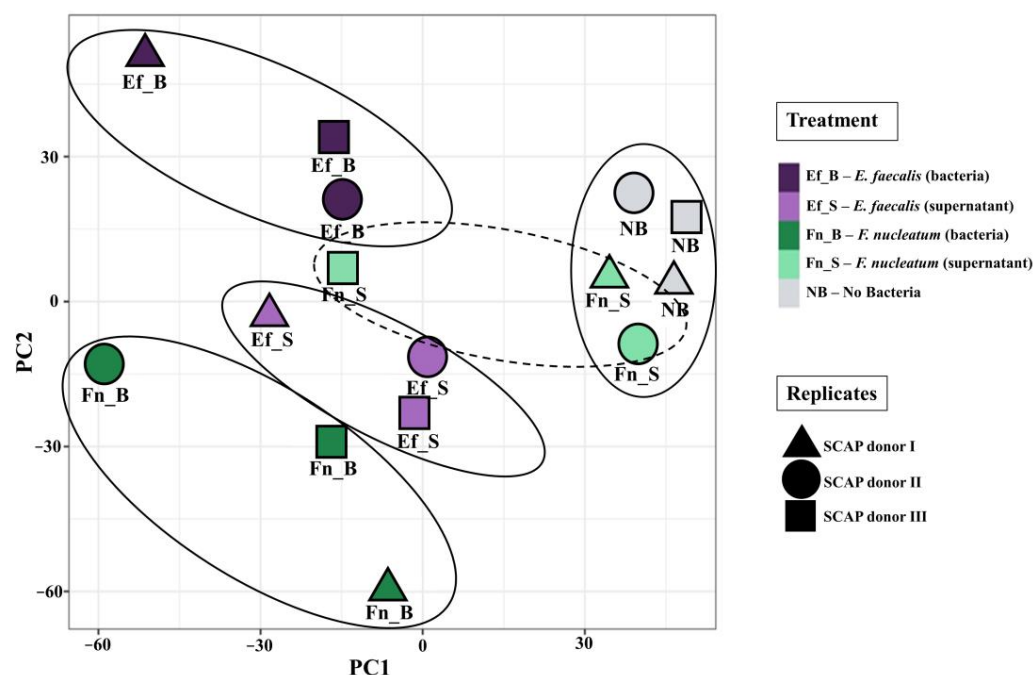 Ef_B
Ef_B
Ef_B
NB
NB
Fn_S
Fn_S
NB
Ef_S
Fn_S
Fn_B
Ef_S
Ef_S
Fn_B
Fn_B
30
0
−30
−60
PC2
−60
−30
0
30
PC1
Treatment
Ef_B – E. faecalis (bacteria)
Ef_S – E. faecalis (supernatant)
Fn_B – F. nucleatum (bacteria)
Fn_S – F. nucleatum (supernatant)
NB – No Bacteria
Replicates
SCAP donor I
SCAP donor II
SCAP donor III